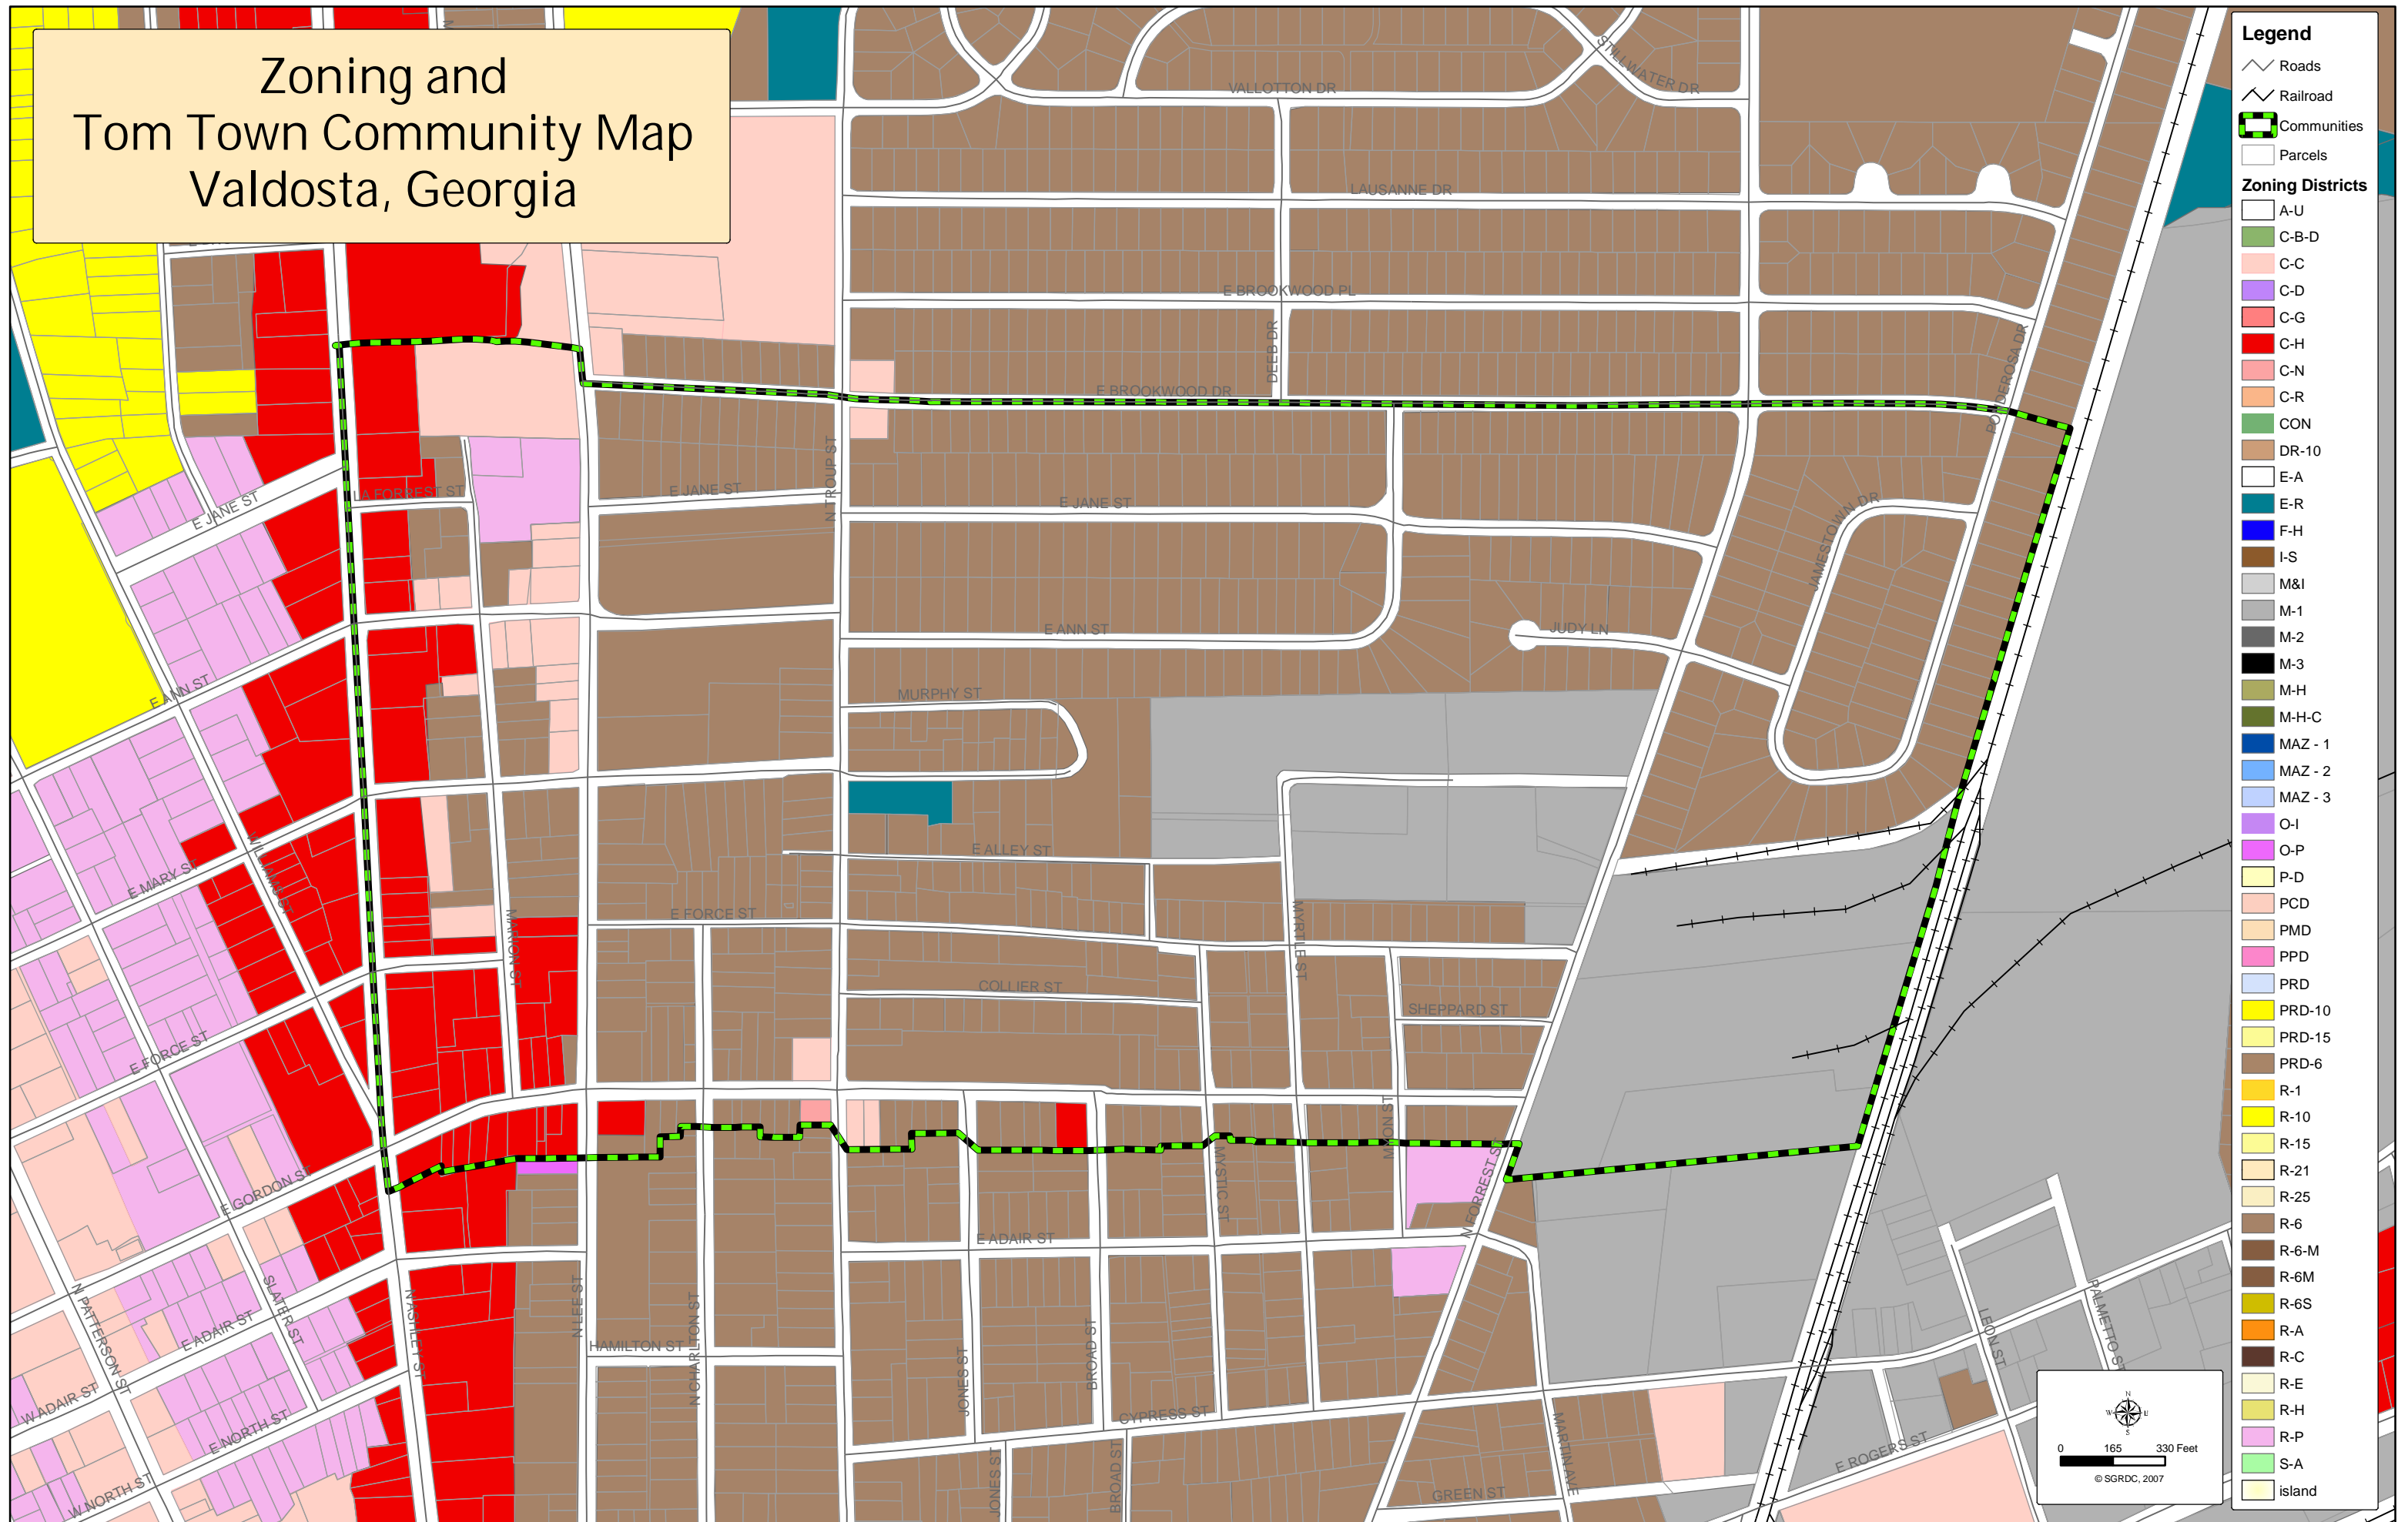 Zoning and
Tom Town Community Map
Valdosta, Georgia
STILLWATER DR
VALLOTTON DR
LAUSANNE DR
E BROOKWOOD PL
DEEB DR
E BROOKWOOD DR
PONDEROSA DR
N TROUP ST
LA FORREST ST
E JANE ST
E JANE ST
E JANE ST
JAMESTOWN DR
E ANN ST
JUDY LN
E ANN ST
MURPHY ST
E MARY ST
WILLIAMS ST
E ALLEY ST
MARION ST
E FORCE ST
MYRTLE ST
COLLIER ST
SHEPPARD ST
E FORCE ST
MOON ST
N FORREST ST
MYSTIC ST
E GORDON ST
E ADAIR ST
N PATTERSON ST
SLATER ST
E ADAIR ST
N ASHLEY ST
N LEE ST
HAMILTON ST
N CHARLTON ST
JONES ST
BROAD ST
LEON ST
PALMETTO ST
W ADAIR ST
E NORTH ST
CYPRESS ST
MARTIN AVE
E ROGERS ST
W NORTH ST
JONES ST
BROAD ST
GREEN ST
Legend
Roads
Railroad
Communities
Parcels
Zoning Districts
A-U
C-B-D
C-C
C-D
C-G
C-H
C-N
C-R
CON
DR-10
E-A
E-R
F-H
I-S
M&I
M-1
M-2
M-3
M-H
M-H-C
MAZ - 1
MAZ - 2
MAZ - 3
O-I
O-P
P-D
PCD
PMD
PPD
PRD
PRD-10
PRD-15
PRD-6
R-1
R-10
R-15
R-21
R-25
R-6
R-6-M
R-6M
R-6S
R-A
R-C
R-E
R-H
R-P
S-A
island
N
W
E
S
0 165 330 Feet
© SGRDC, 2007